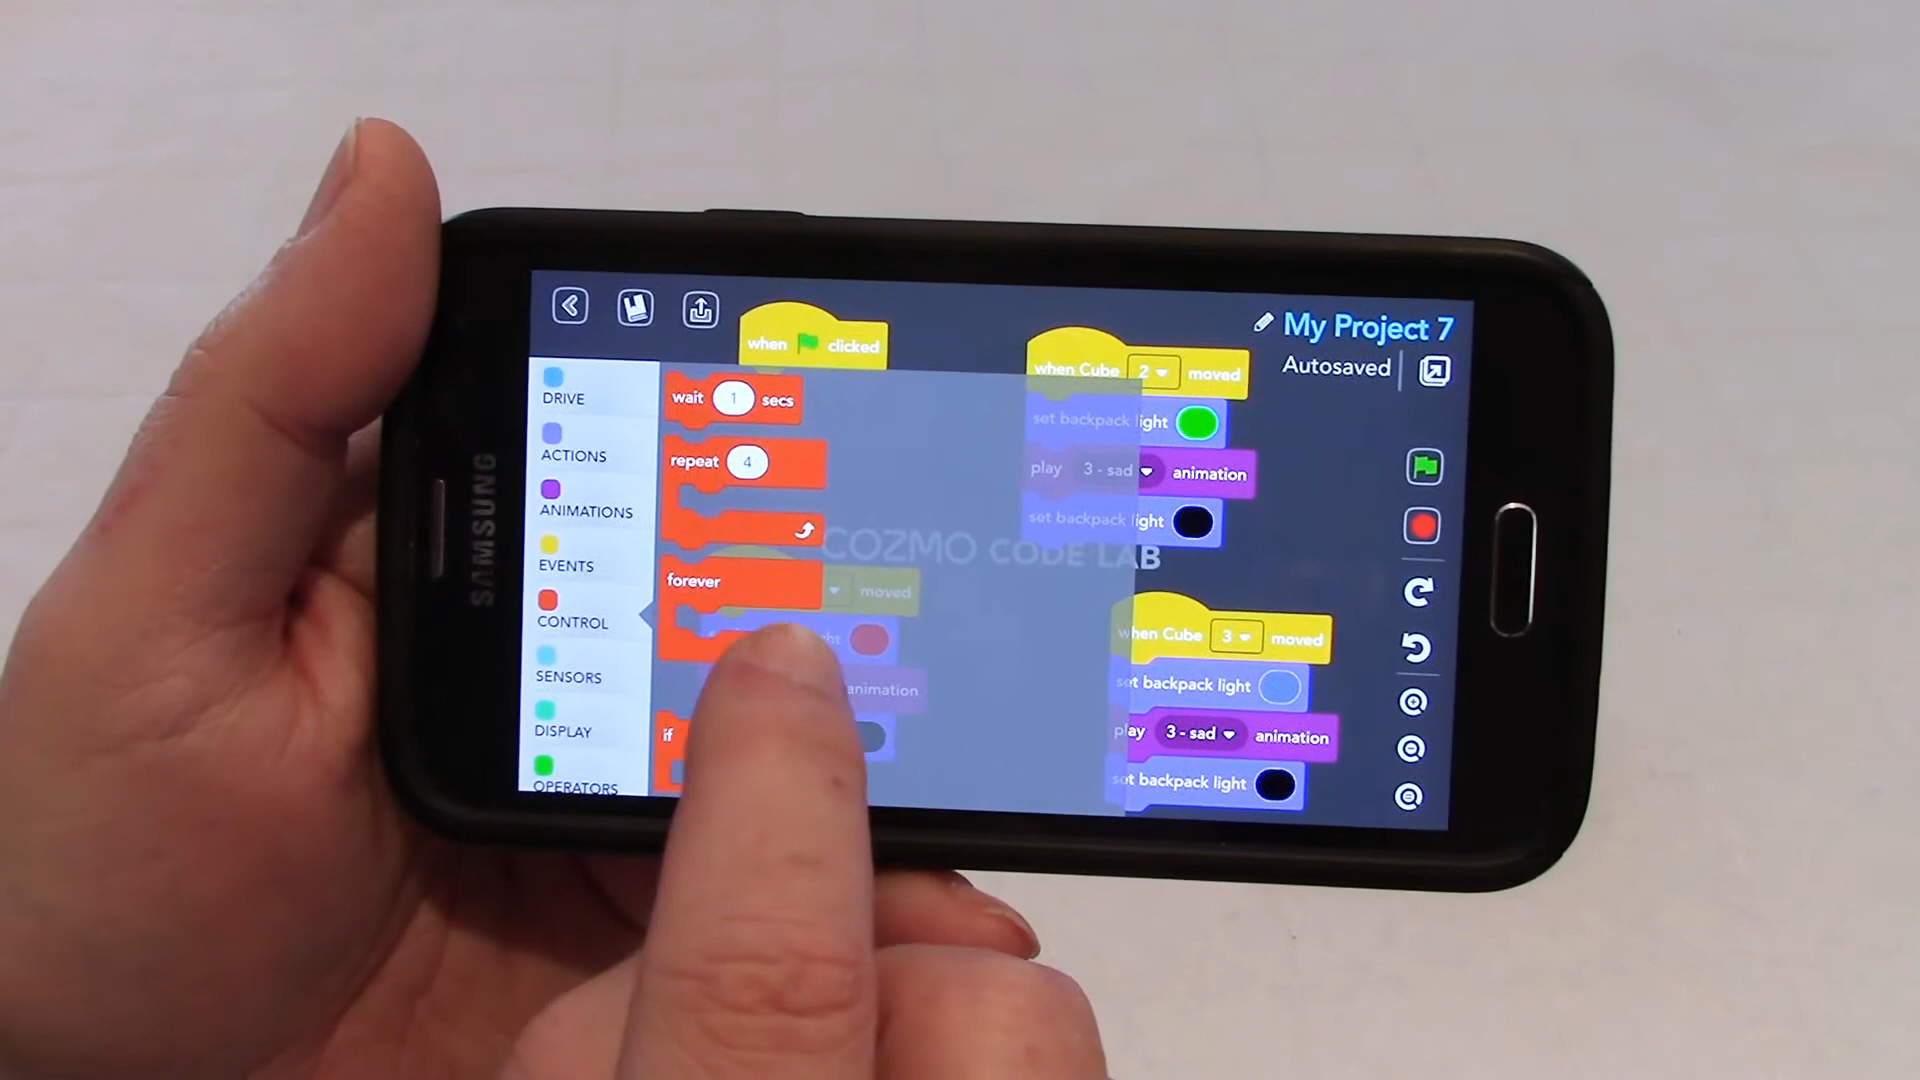 SAMSUNG
My Project 7
Autosaved
DRIVE
ACTIONS
ANIMATIONS
EVENTS
CONTROL
SENSORS
DISPLAY
OPERATORS
when clicked
wait 1 secs
repeat 4
forever
if
moved
animation
COZMO CODE LAB
when Cube 2 moved
set backpack light
play 3 - sad animation
set backpack light
when Cube 3 moved
set backpack light
play 3 - sad animation
set backpack light